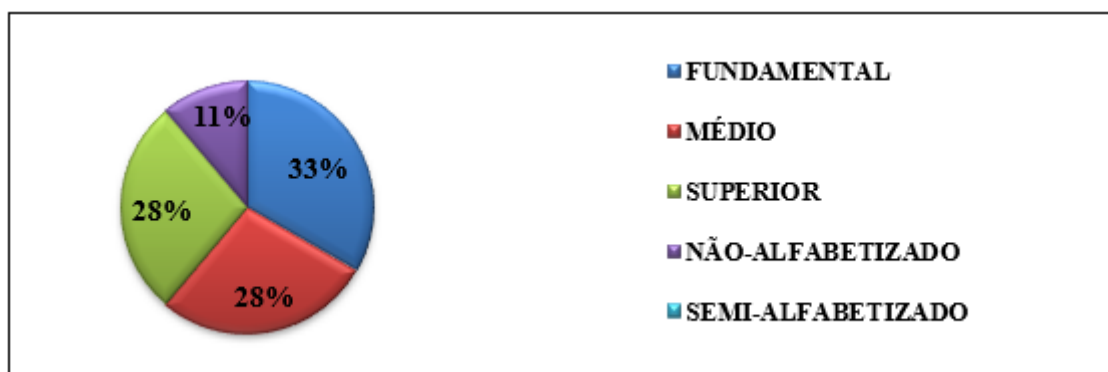 11%
33%
28%
28%
FUNDAMENTAL
MÉDIO
SUPERIOR
NÃO-ALFABETIZADO
SEMI-ALFABETIZADO